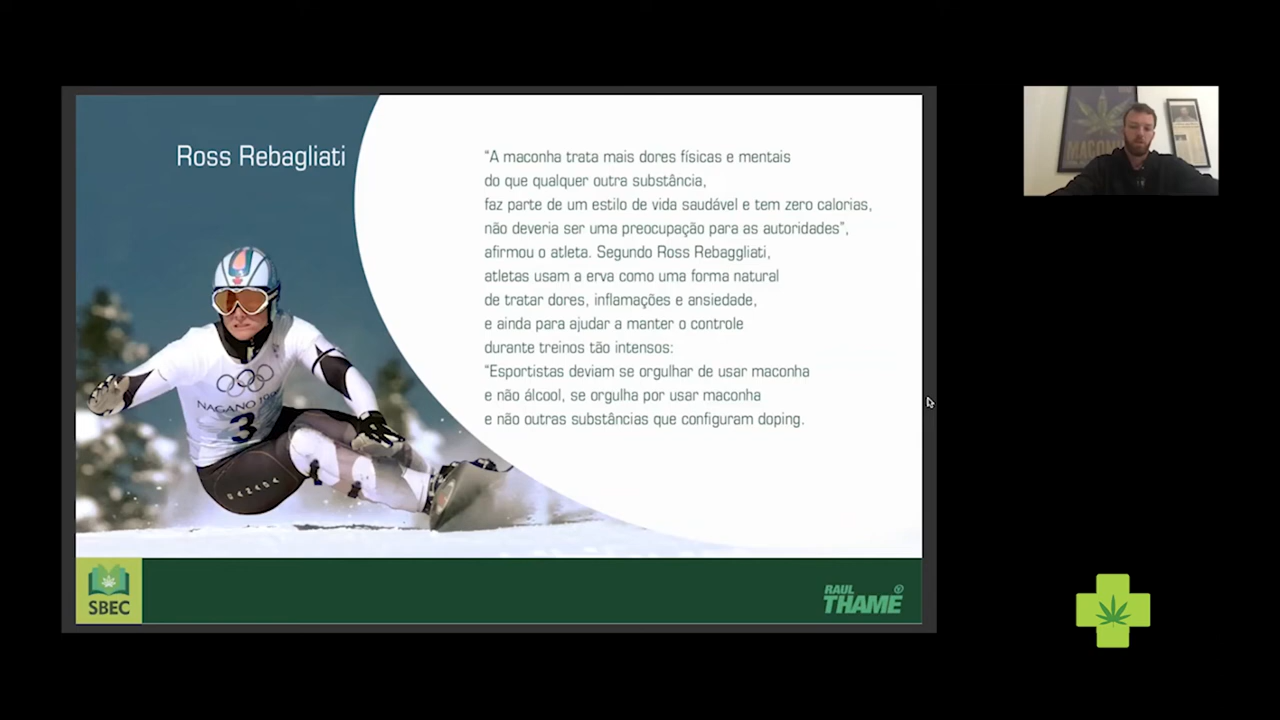 Ross Rebagliati
“A maconha trata mais dores físicas e mentais
do que qualquer outra substância,
faz parte de um estilo de vida saudável e tem zero calorias,
não deveria ser uma preocupação para as autoridades”,
afirmou o atleta. Segundo Ross Rebaggliati,
atletas usam a erva como uma forma natural
de tratar dores, inflamações e ansiedade,
e ainda para ajudar a manter o controle
durante treinos tão intensos:
“Esportistas deviam se orgulhar de usar maconha
e não álcool, se orgulha por usar maconha
e não outras substâncias que configuram doping.
NAGANO
3
SBEC
RAUL
THAME